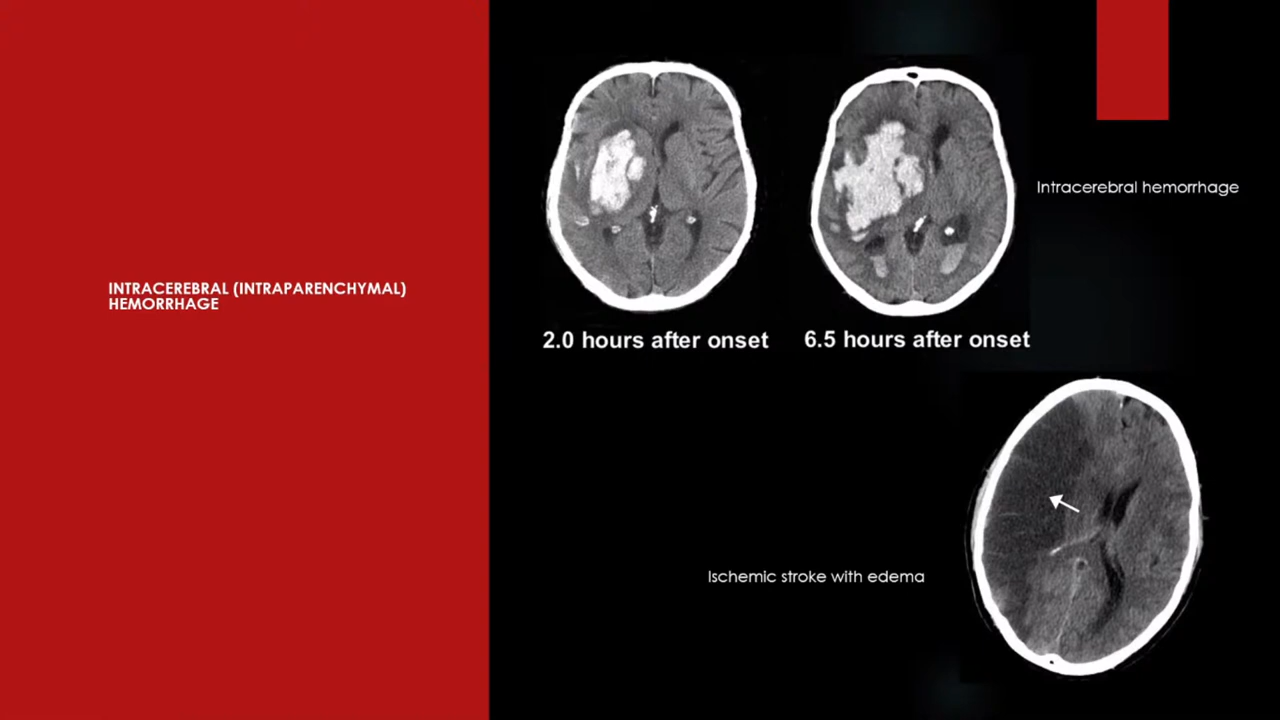 INTRACEREBRAL (INTRAPARENCHYMAL)
HEMORRHAGE
Intracerebral hemorrhage
2.0 hours after onset
6.5 hours after onset
Ischemic stroke with edema